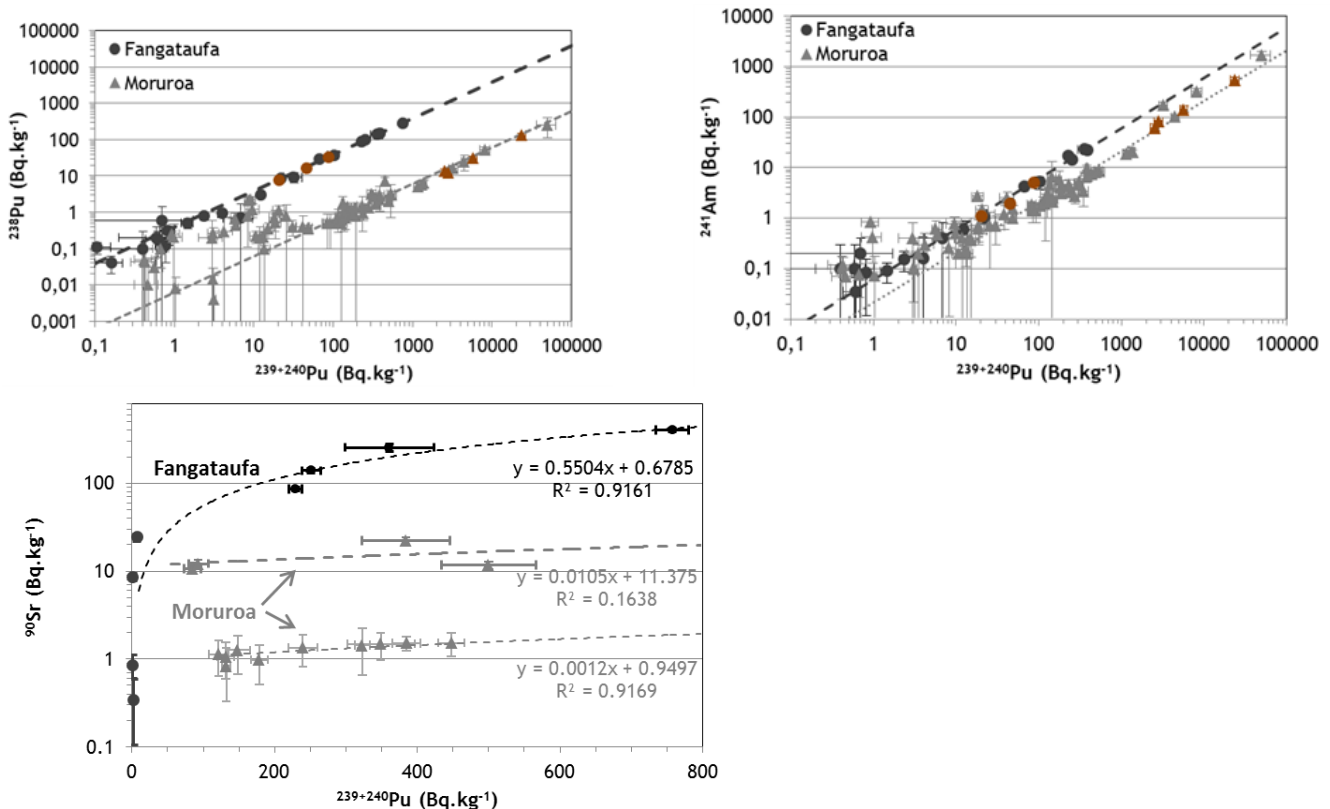 100000
10000
1000
100
10
1
0,1
0,01
0,001
²³⁸Pu (Bq.kg⁻¹)
Fangataufa
Moruroa
0,1 1 10 100 1000 10000 100000
²³⁹⁺²⁴⁰Pu (Bq.kg⁻¹)
10000
1000
100
10
1
0,1
0,01
²⁴¹Am (Bq.kg⁻¹)
Fangataufa
Moruroa
0,1 1 10 100 1000 10000 100000
²³⁹⁺²⁴⁰Pu (Bq.kg⁻¹)
100
10
1
0.1
⁹⁰Sr (Bq.kg⁻¹)
Fangataufa
y = 0.5504x + 0.6785
R² = 0.9161
y = 0.0105x + 11.375
R² = 0.1638
Moruroa
y = 0.0012x + 0.9497
R² = 0.9169
0 200 400 600 800
²³⁹⁺²⁴⁰Pu (Bq.kg⁻¹)